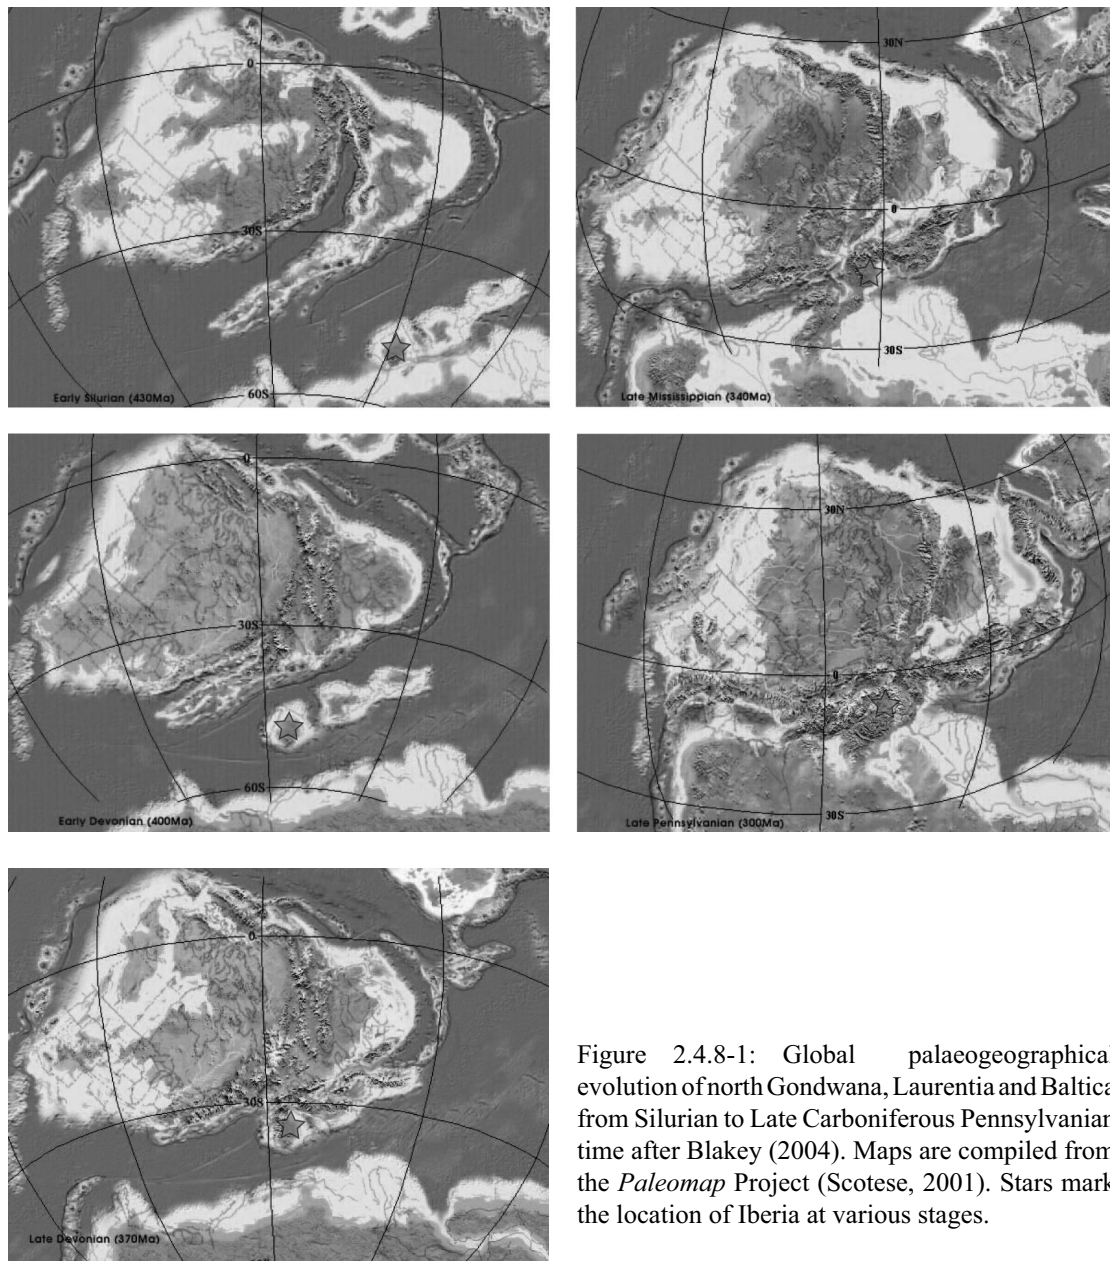 0
30S
60S
Early Silurian (430Ma)
30N
0
30S
Late Mississippian (340Ma)
0
30S
60S
Early Devonian (400Ma)
30N
0
30S
Late Pennsylvanian (300Ma)
0
30S
Late Devonian (370Ma)
Figure 2.4.8-1: Global palaeogeographical
evolution of north Gondwana, Laurentia and Baltica
from Silurian to Late Carboniferous Pennsylvanian
time after Blakey (2004). Maps are compiled from
the Paleomap Project (Scotese, 2001). Stars mark
the location of Iberia at various stages.